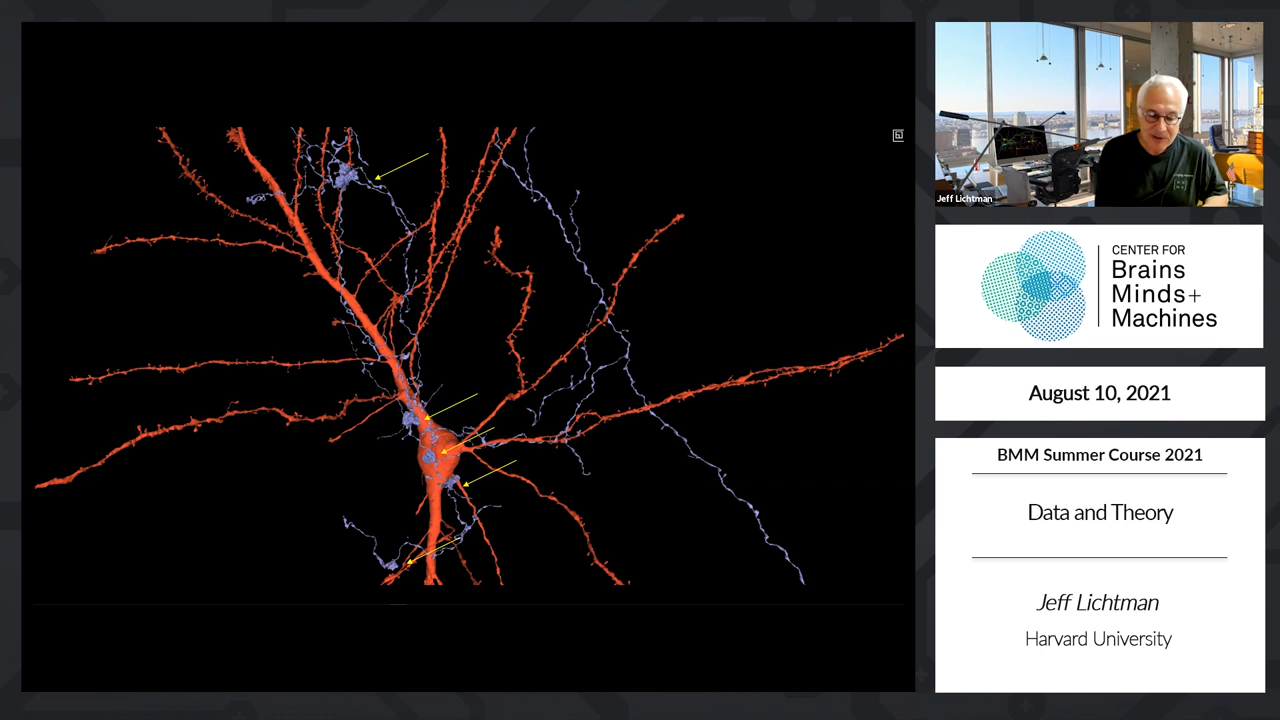 Jeff Lichtman
CENTER FOR
Brains
Minds+
Machines
August 10, 2021
BMM Summer Course 2021
Data and Theory
Jeff Lichtman
Harvard University